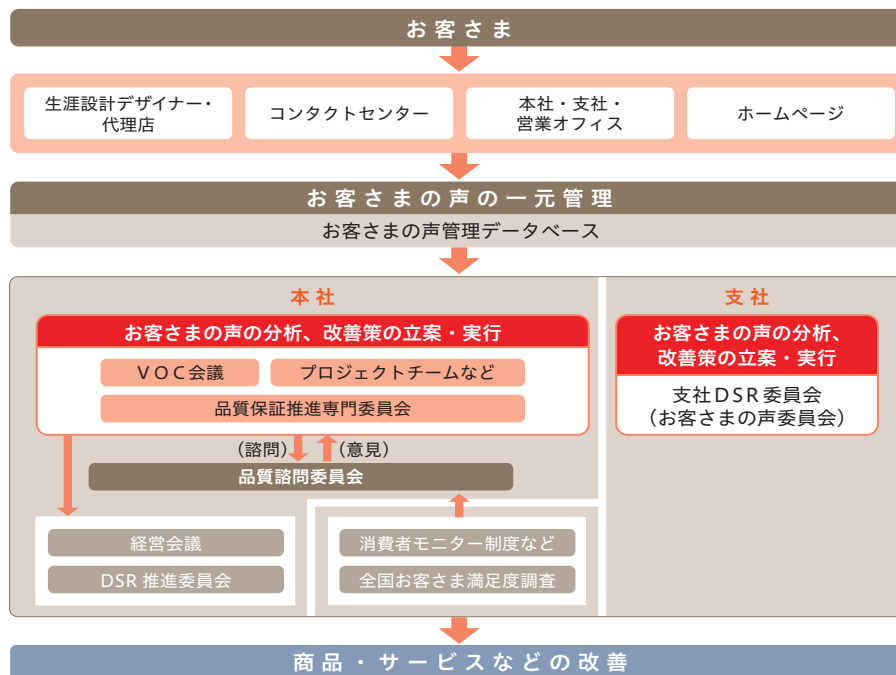 お客さま
生涯設計デザイナー・
代理店
コンタクトセンター
本社・支社・
営業オフィス
ホームページ
お客さまの声の一元管理
お客さまの声管理データベース
本社
お客さまの声の分析、改善策の立案・実行
VOC会議
プロジェクトチームなど
品質保証推進専門委員会
(諮問)
(意見)
品質諮問委員会
経営会議
DSR推進委員会
消費者モニター制度など
全国お客さま満足度調査
支社
お客さまの声の分析、
改善策の立案・実行
支社DSR委員会
(お客さまの声委員会)
商品・サービスなどの改善